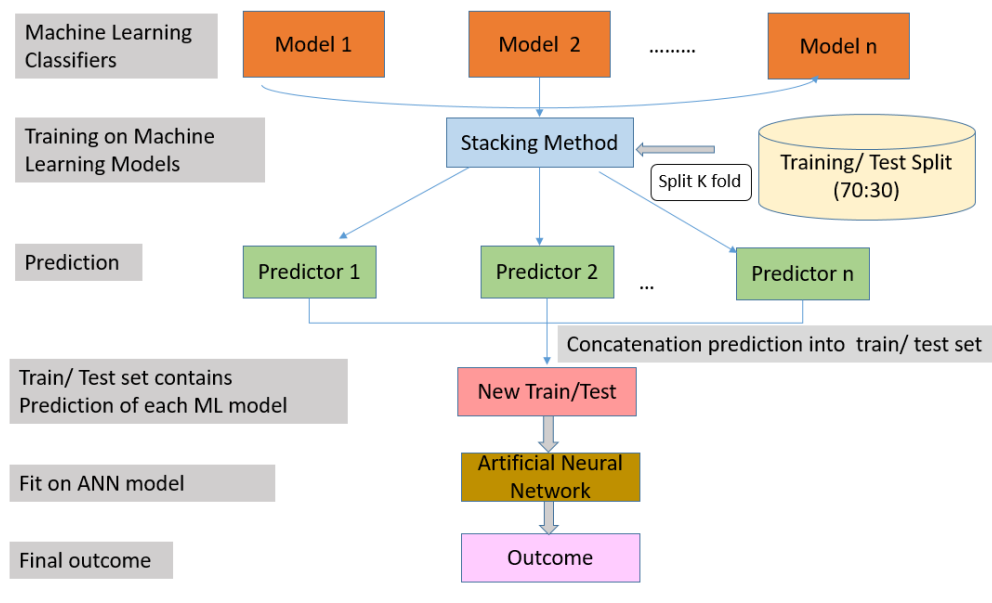 Machine Learning
Classifiers
Model 1
Model 2
.........
Model n
Training on Machine
Learning Models
Stacking Method
Split K fold
Training/ Test Split
(70:30)
Prediction
Predictor 1
Predictor 2
...
Predictor n
Concatenation prediction into train/ test set
Train/ Test set contains
Prediction of each ML model
New Train/Test
Fit on ANN model
Artificial Neural
Network
Final outcome
Outcome